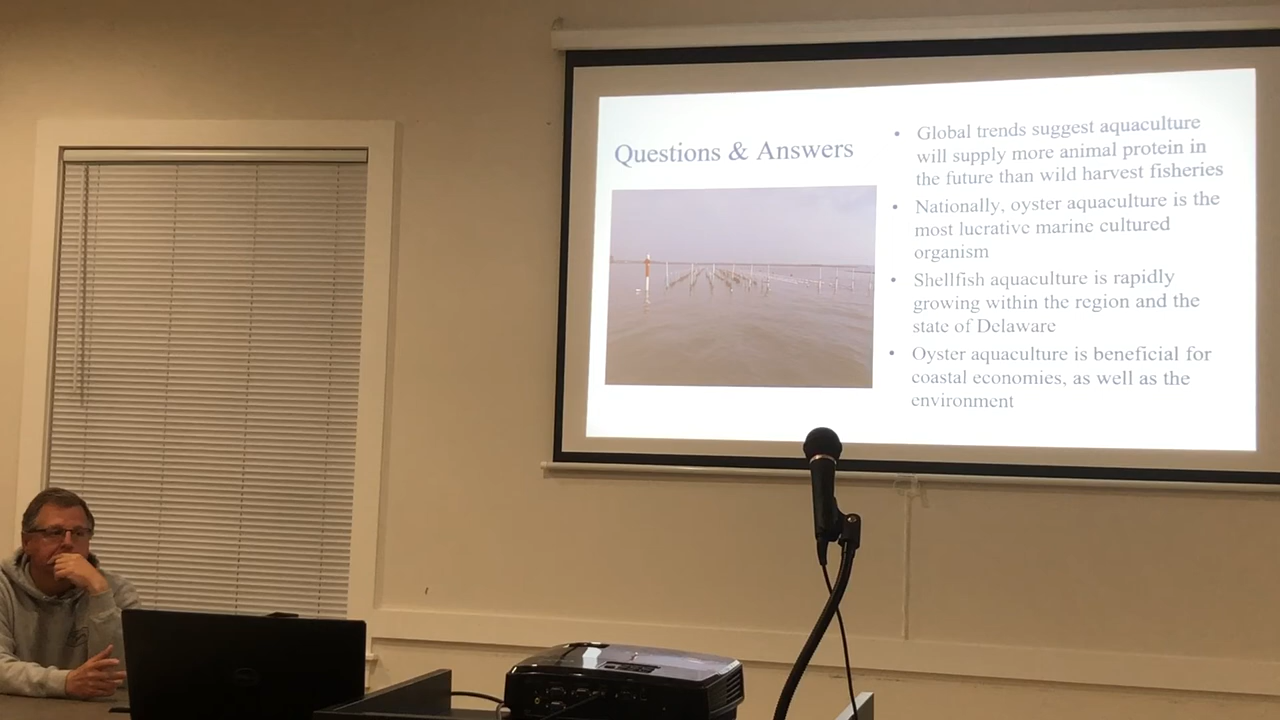 Questions & Answers
• Global trends suggest aquaculture
will supply more animal protein in
the future than wild harvest fisheries
• Nationally, oyster aquaculture is the
most lucrative marine cultured
organism
• Shellfish aquaculture is rapidly
growing within the region and the
state of Delaware
• Oyster aquaculture is beneficial for
coastal economies, as well as the
environment